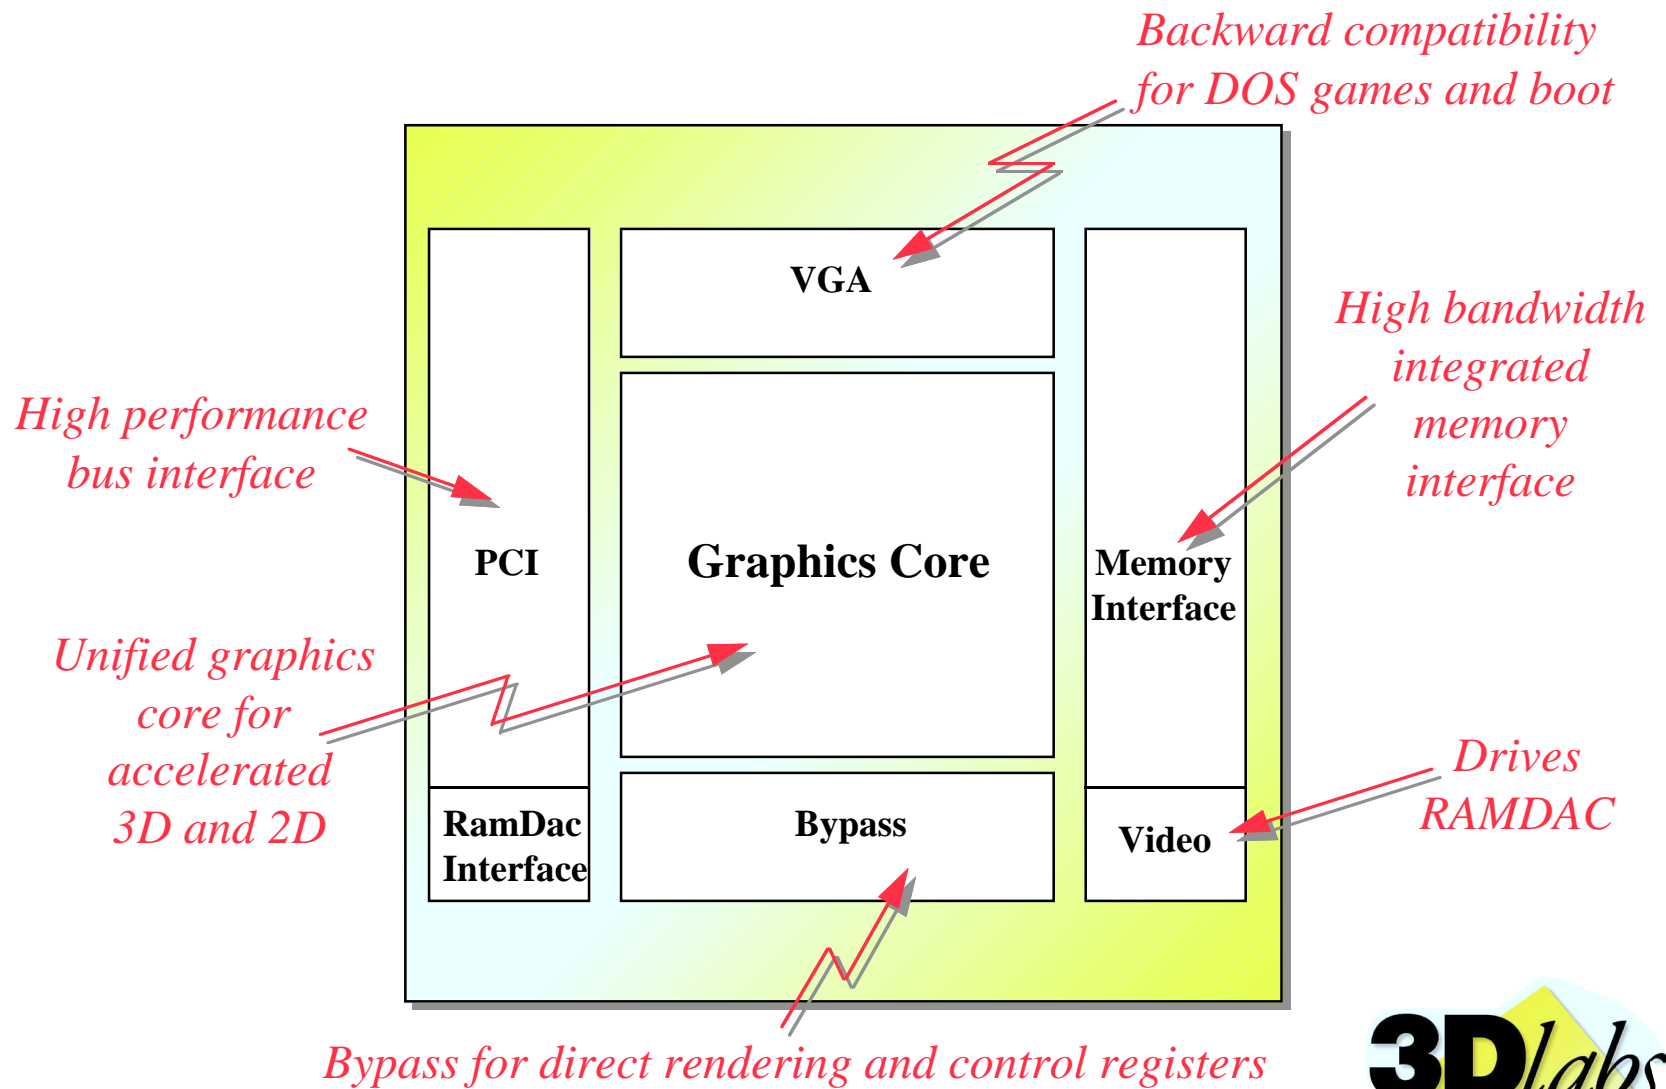 Backward compatibility
for DOS games and boot
VGA
High bandwidth
integrated
memory
interface
High performance
bus interface
PCI
Graphics Core
Memory
Interface
Unified graphics
core for
accelerated
3D and 2D
RamDac
Interface
Bypass
Video
Drives
RAMDAC
Bypass for direct rendering and control registers
3Dlabs